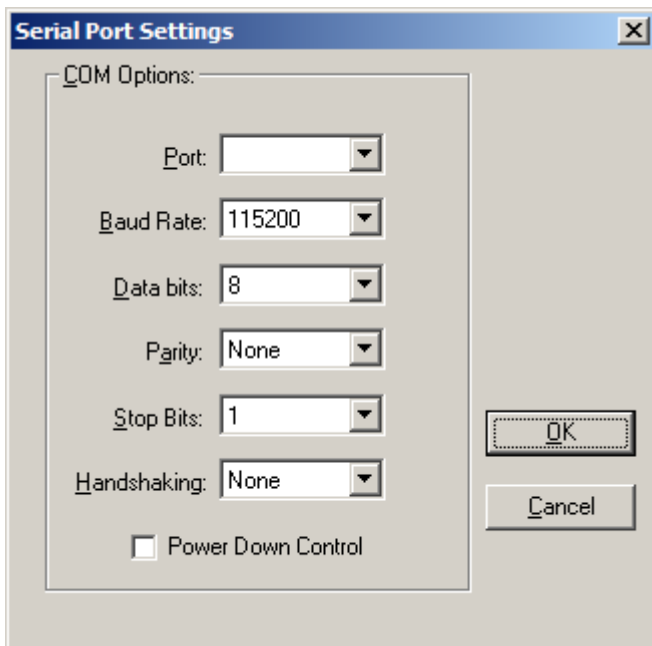 Serial Port Settings
COM Options:
Port:
Baud Rate: 115200
Data bits: 8
Parity: None
Stop Bits: 1
OK
Handshaking: None
Cancel
Power Down Control